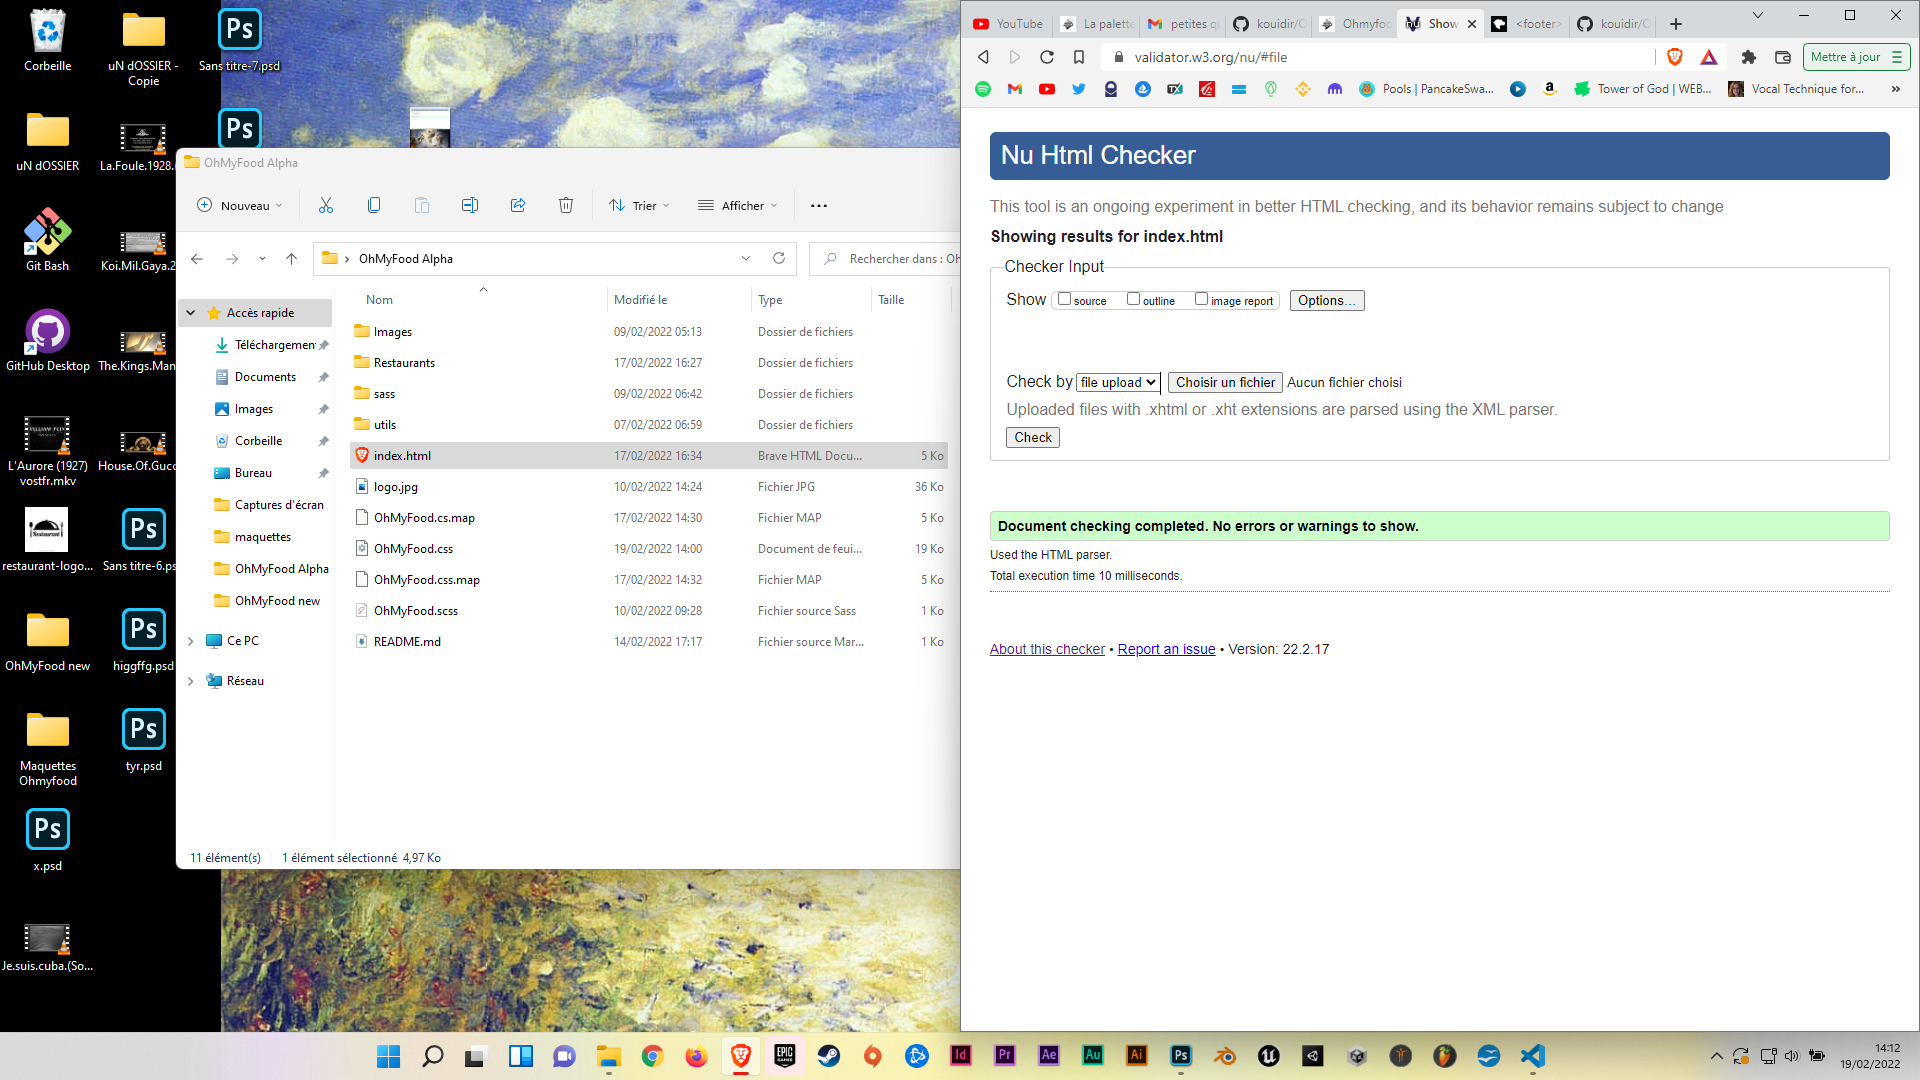 Corbeille
uN dOSSIER -
Copie
Sans titre-7.psd
uN dOSSIER
La.Foule.1928.
Git Bash
Koi.Mil.Gaya.2
GitHub Desktop
The.Kings.Man
L'Aurore (1927)
vostfr.mkv
House.Of.Gucc
restaurant-logo...
Sans titre-6.ps
OhMyFood new
higgffg.psd
Maquettes
Ohmyfood
tyr.psd
x.psd
Je.suis.cuba.(So...
OhMyFood Alpha
Nouveau
Trier
Afficher
OhMyFood Alpha
Rechercher dans : Oh
Nom Modifié le Type Taille
Accès rapide
Téléchargemen
Documents
Images
Corbeille
Bureau
Captures d'écran
maquettes
OhMyFood Alpha
OhMyFood new
Ce PC
Réseau
Images 09/02/2022 05:13 Dossier de fichiers
Restaurants 17/02/2022 16:27 Dossier de fichiers
sass 09/02/2022 06:42 Dossier de fichiers
utils 07/02/2022 06:59 Dossier de fichiers
index.html 17/02/2022 16:34 Brave HTML Docu... 5 Ko
logo.jpg 10/02/2022 14:24 Fichier JPG 36 Ko
OhMyFood.cs.map 17/02/2022 14:30 Fichier MAP 5 Ko
OhMyFood.css 19/02/2022 14:00 Document de feui... 19 Ko
OhMyFood.css.map 17/02/2022 14:32 Fichier MAP 5 Ko
OhMyFood.scss 10/02/2022 09:28 Fichier source Sass 1 Ko
README.md 14/02/2022 17:17 Fichier source Mar... 1 Ko
11 élément(s) 1 élément sélectionné 4,97 Ko
YouTube La palette petites q kouidir/C Ohmyfoo Show <footer> kouidir/C
validator.w3.org/nu/#file
Mettre à jour
Pools | PancakeSwa... Tower of God | WEB... Vocal Technique for...
Nu Html Checker
This tool is an ongoing experiment in better HTML checking, and its behavior remains subject to change
Showing results for index.html
Checker Input
Show source outline image report Options...
Check by file upload Choisir un fichier Aucun fichier choisi
Uploaded files with .xhtml or .xht extensions are parsed using the XML parser.
Check
Document checking completed. No errors or warnings to show.
Used the HTML parser.
Total execution time 10 milliseconds.
About this checker • Report an issue • Version: 22.2.17
14:12
19/02/2022